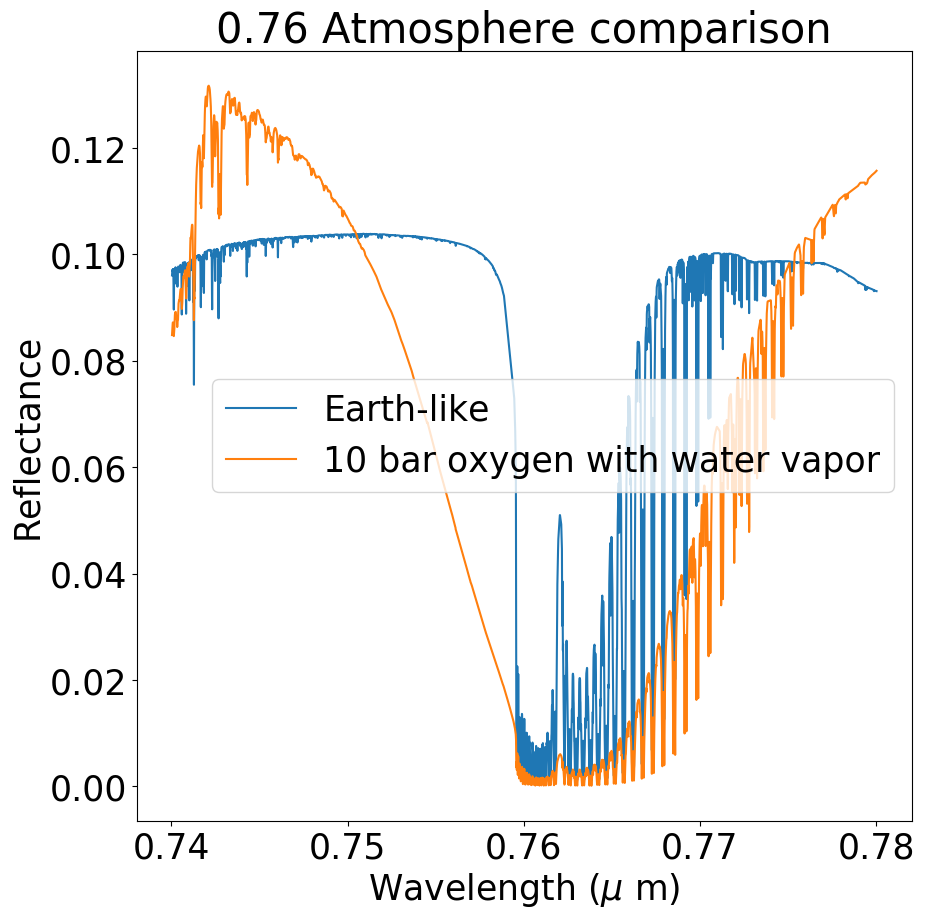 0.76 Atmosphere comparison
Reflectance
0.12
0.10
0.08
0.06
0.04
0.02
0.00
Earth-like
10 bar oxygen with water vapor
0.74 0.75 0.76 0.77 0.78
Wavelength (μ m)